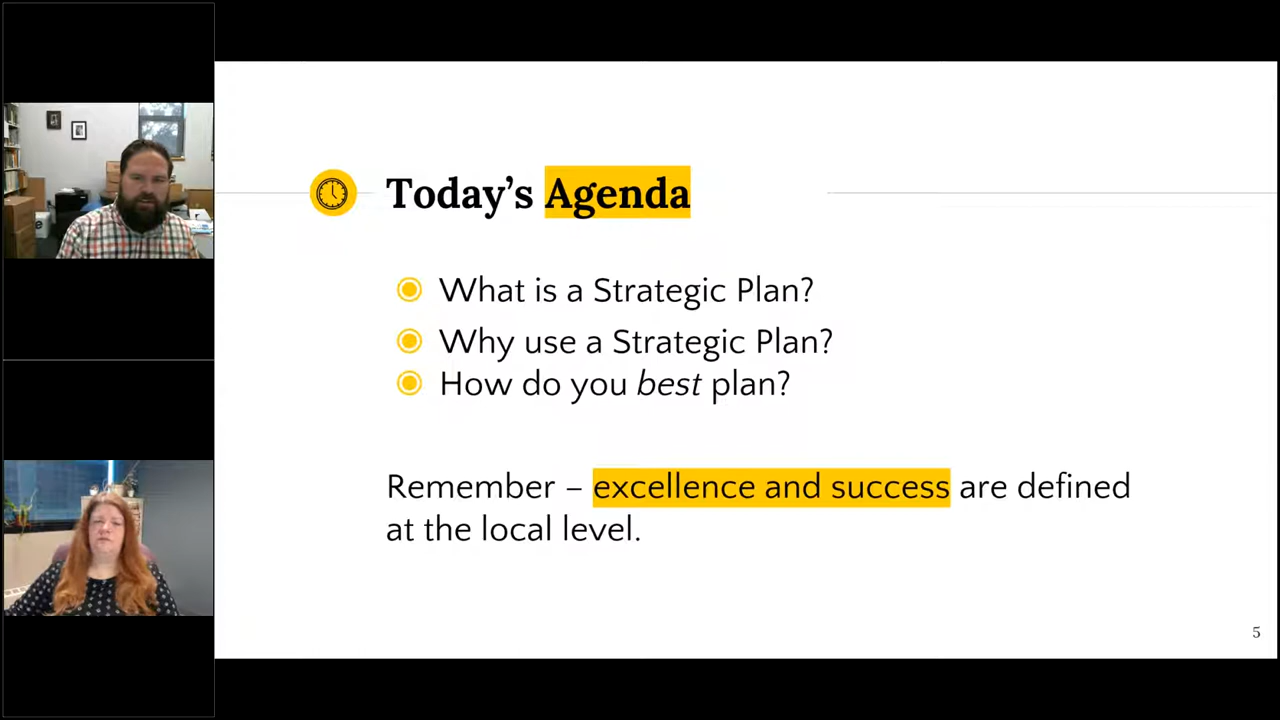 Today’s Agenda
What is a Strategic Plan?
Why use a Strategic Plan?
How do you best plan?
Remember – excellence and success are defined
at the local level.
5